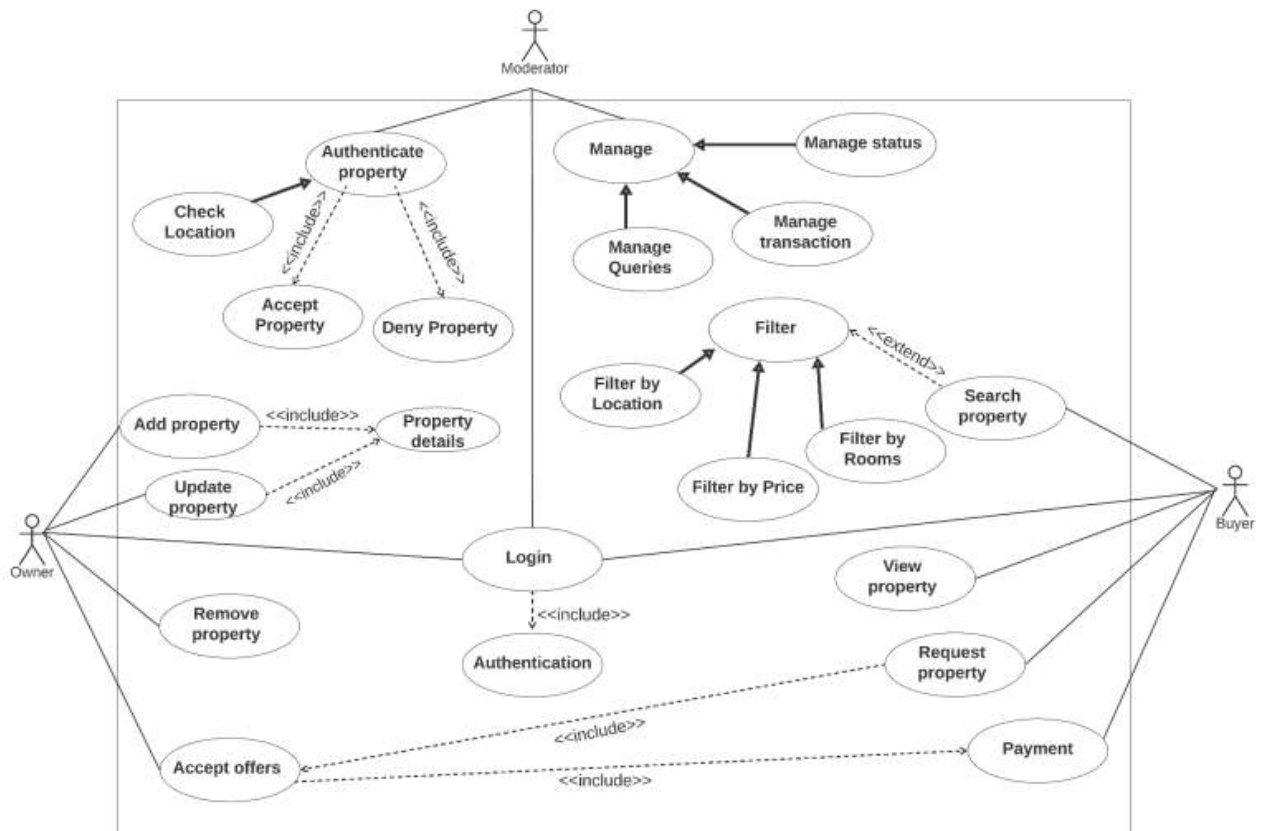 Moderator
Authenticate
property
Manage
Manage status
Check
Location
<<include>>
<<include>>
Manage
transaction
Manage
Queries
Accept
Property
Deny Property
Filter
<<extend>>
Filter by
Location
Search
property
Add property
<<include>>
Property
details
Filter by
Rooms
Update
property
<<include>>
Filter by Price
Owner
Buyer
Login
View
property
Remove
property
<<include>>
Authentication
Request
property
<<include>>
Accept offers
Payment
<<include>>